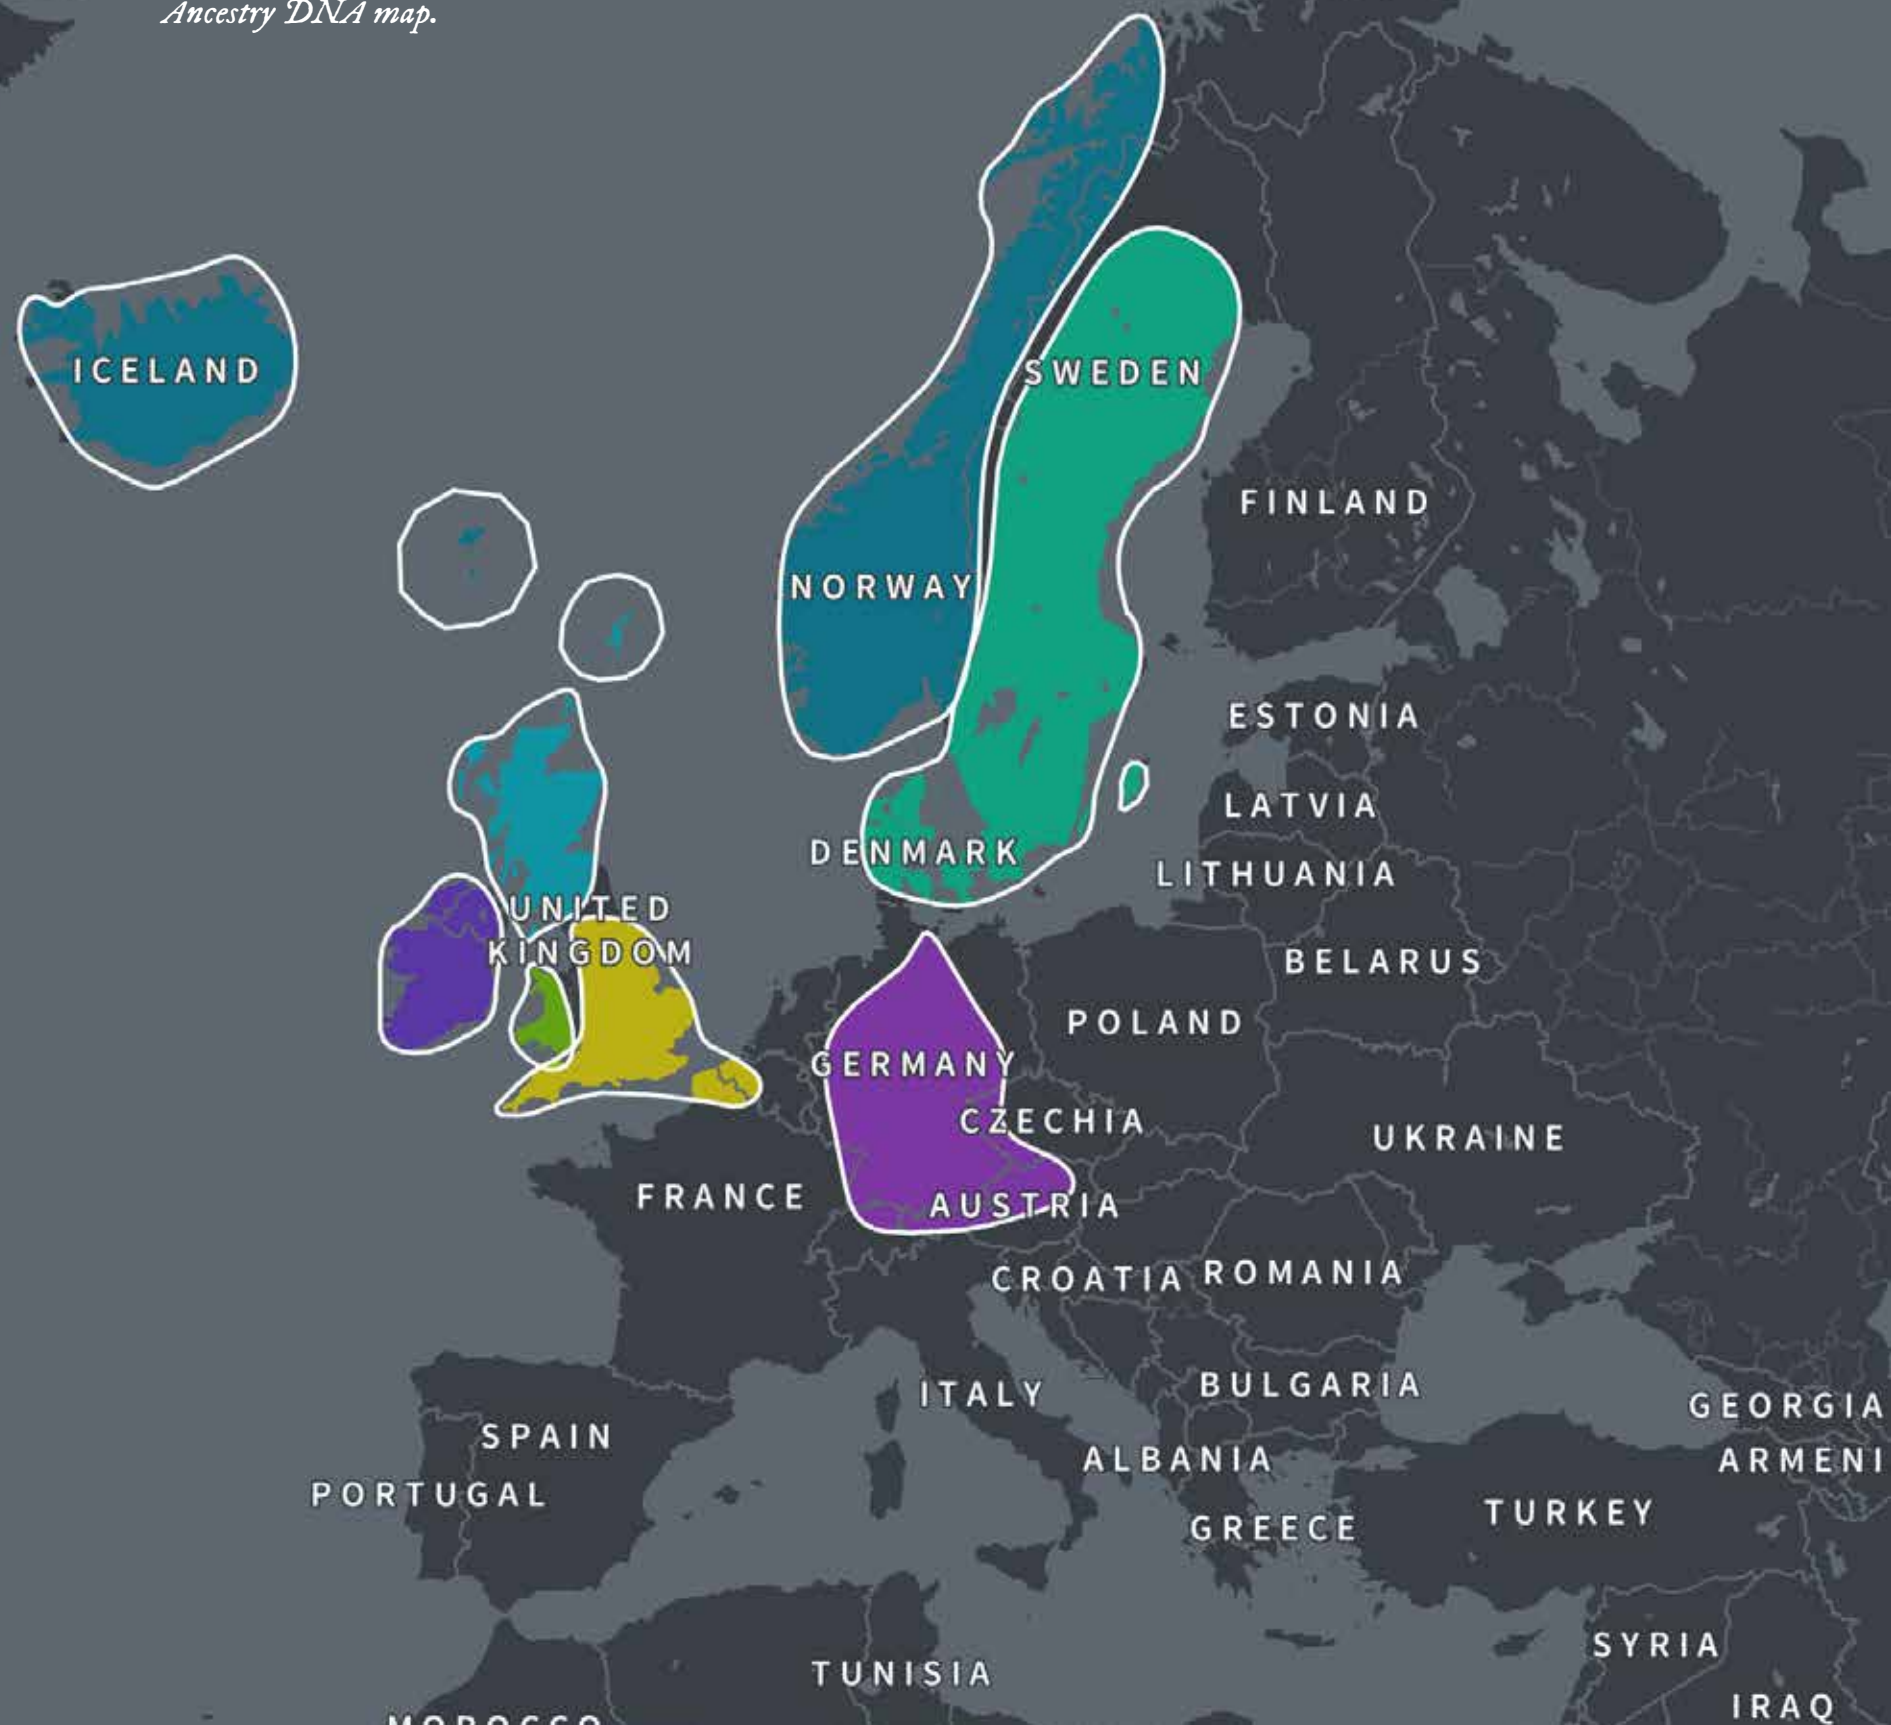 Ancestry DNA map.
ICELAND
SWEDEN
FINLAND
NORWAY
ESTONIA
LATVIA
DENMARK
LITHUANIA
UNITED
KINGDOM
BELARUS
POLAND
GERMANY
CZECHIA
UKRAINE
FRANCE
AUSTRIA
CROATIA
ROMANIA
BULGARIA
ITALY
GEORGIA
SPAIN
ALBANIA
ARMENI
PORTUGAL
TURKEY
GREECE
SYRIA
TUNISIA
IRAQ
MOROCCO